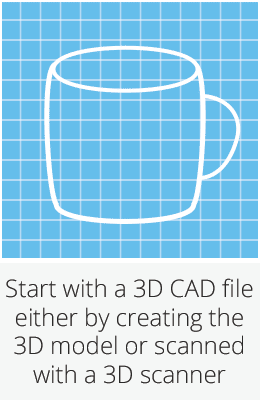 Start with a 3D CAD file
either by creating the
3D model or scanned
with a 3D scanner